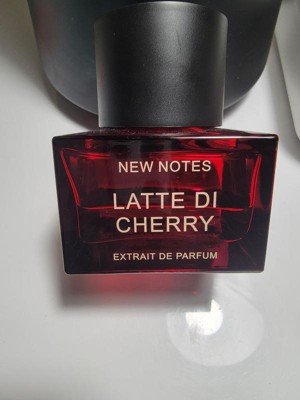 NEW NOTES
LATTE DI
CHERRY
EXTRAIT DE PARFUM